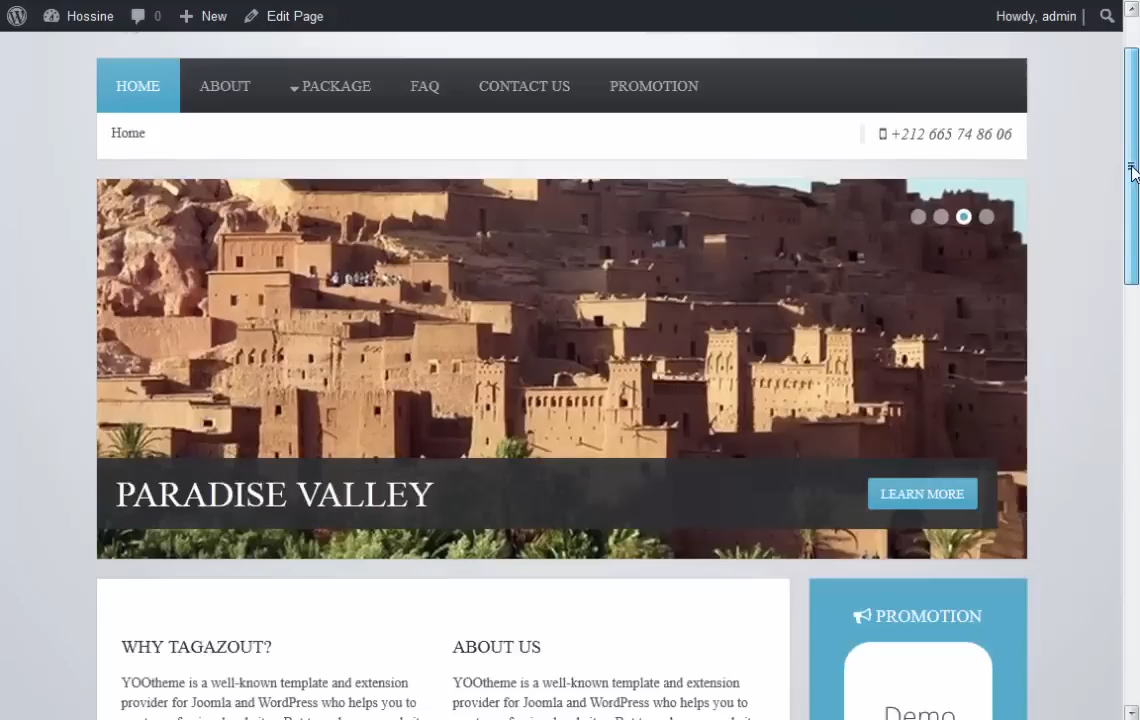 Hossine 0 New Edit Page Howdy, admin
HOME ABOUT PACKAGE FAQ CONTACT US PROMOTION
Home +212 665 74 86 06
PARADISE VALLEY LEARN MORE
PROMOTION
WHY TAGAZOUT? ABOUT US
YOOtheme is a well-known template and extension YOOtheme is a well-known template and extension
provider for Joomla and WordPress who helps you to provider for Joomla and WordPress who helps you to
Demo